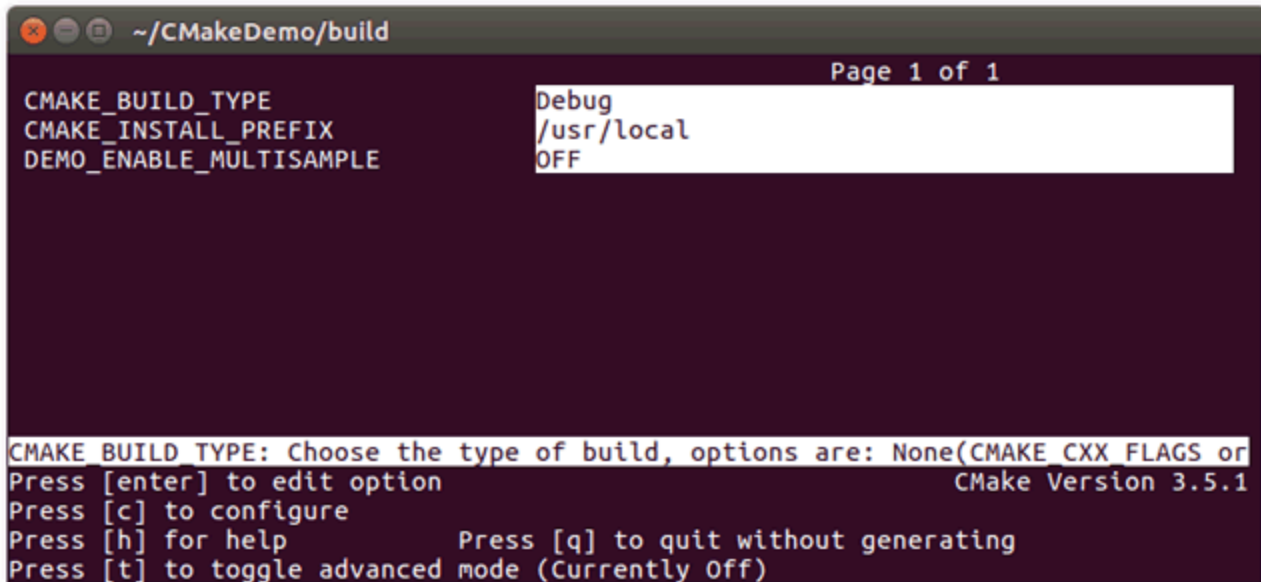 ~/CMakeDemo/build
Page 1 of 1
CMAKE_BUILD_TYPE Debug
CMAKE_INSTALL_PREFIX /usr/local
DEMO_ENABLE_MULTISAMPLE OFF
CMAKE_BUILD_TYPE: Choose the type of build, options are: None(CMAKE_CXX_FLAGS or
Press [enter] to edit option CMake Version 3.5.1
Press [c] to configure
Press [h] for help Press [q] to quit without generating
Press [t] to toggle advanced mode (Currently Off)